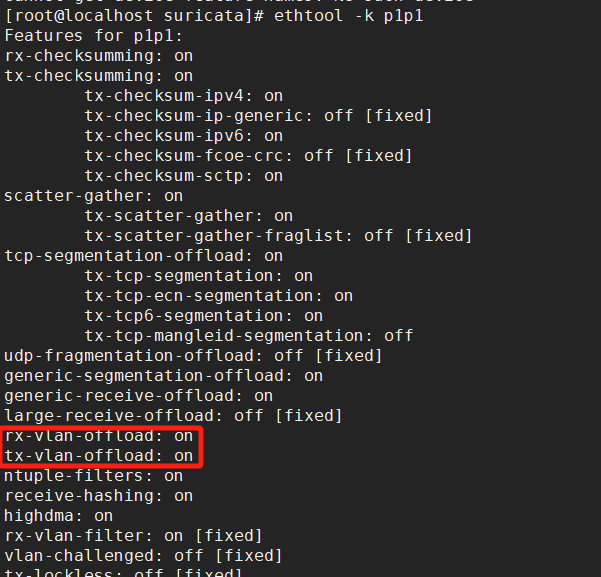 [root@localhost suricata]# ethtool -k p1p1
Features for p1p1:
rx-checksumming: on
tx-checksumming: on
tx-checksum-ipv4: on
tx-checksum-ip-generic: off [fixed]
tx-checksum-ipv6: on
tx-checksum-fcoe-crc: off [fixed]
tx-checksum-sctp: on
scatter-gather: on
tx-scatter-gather: on
tx-scatter-gather-fraglist: off [fixed]
tcp-segmentation-offload: on
tx-tcp-segmentation: on
tx-tcp-ecn-segmentation: on
tx-tcp6-segmentation: on
tx-tcp-mangleid-segmentation: off
udp-fragmentation-offload: off [fixed]
generic-segmentation-offload: on
generic-receive-offload: on
large-receive-offload: off [fixed]
rx-vlan-offload: on
tx-vlan-offload: on
ntuple-filters: on
receive-hashing: on
highdma: on
rx-vlan-filter: on [fixed]
vlan-challenged: off [fixed]
tx-lockless: off [fixed]